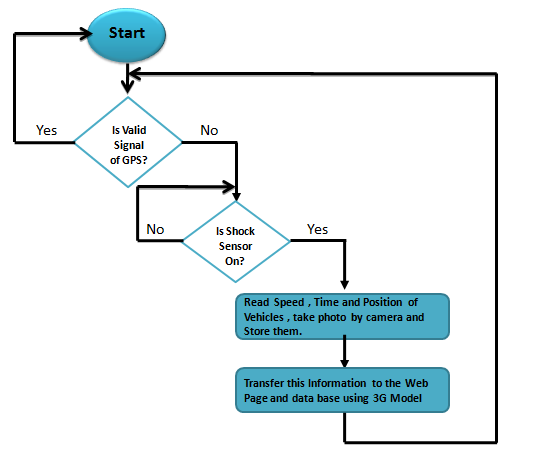 Start
Yes
Is Valid
Signal
of GPS?
No
No
Is Shock
Sensor
On?
Yes
Read Speed , Time and Position of
Vehicles , take photo by camera and
Store them.
Transfer this Information to the Web
Page and data base using 3G Model